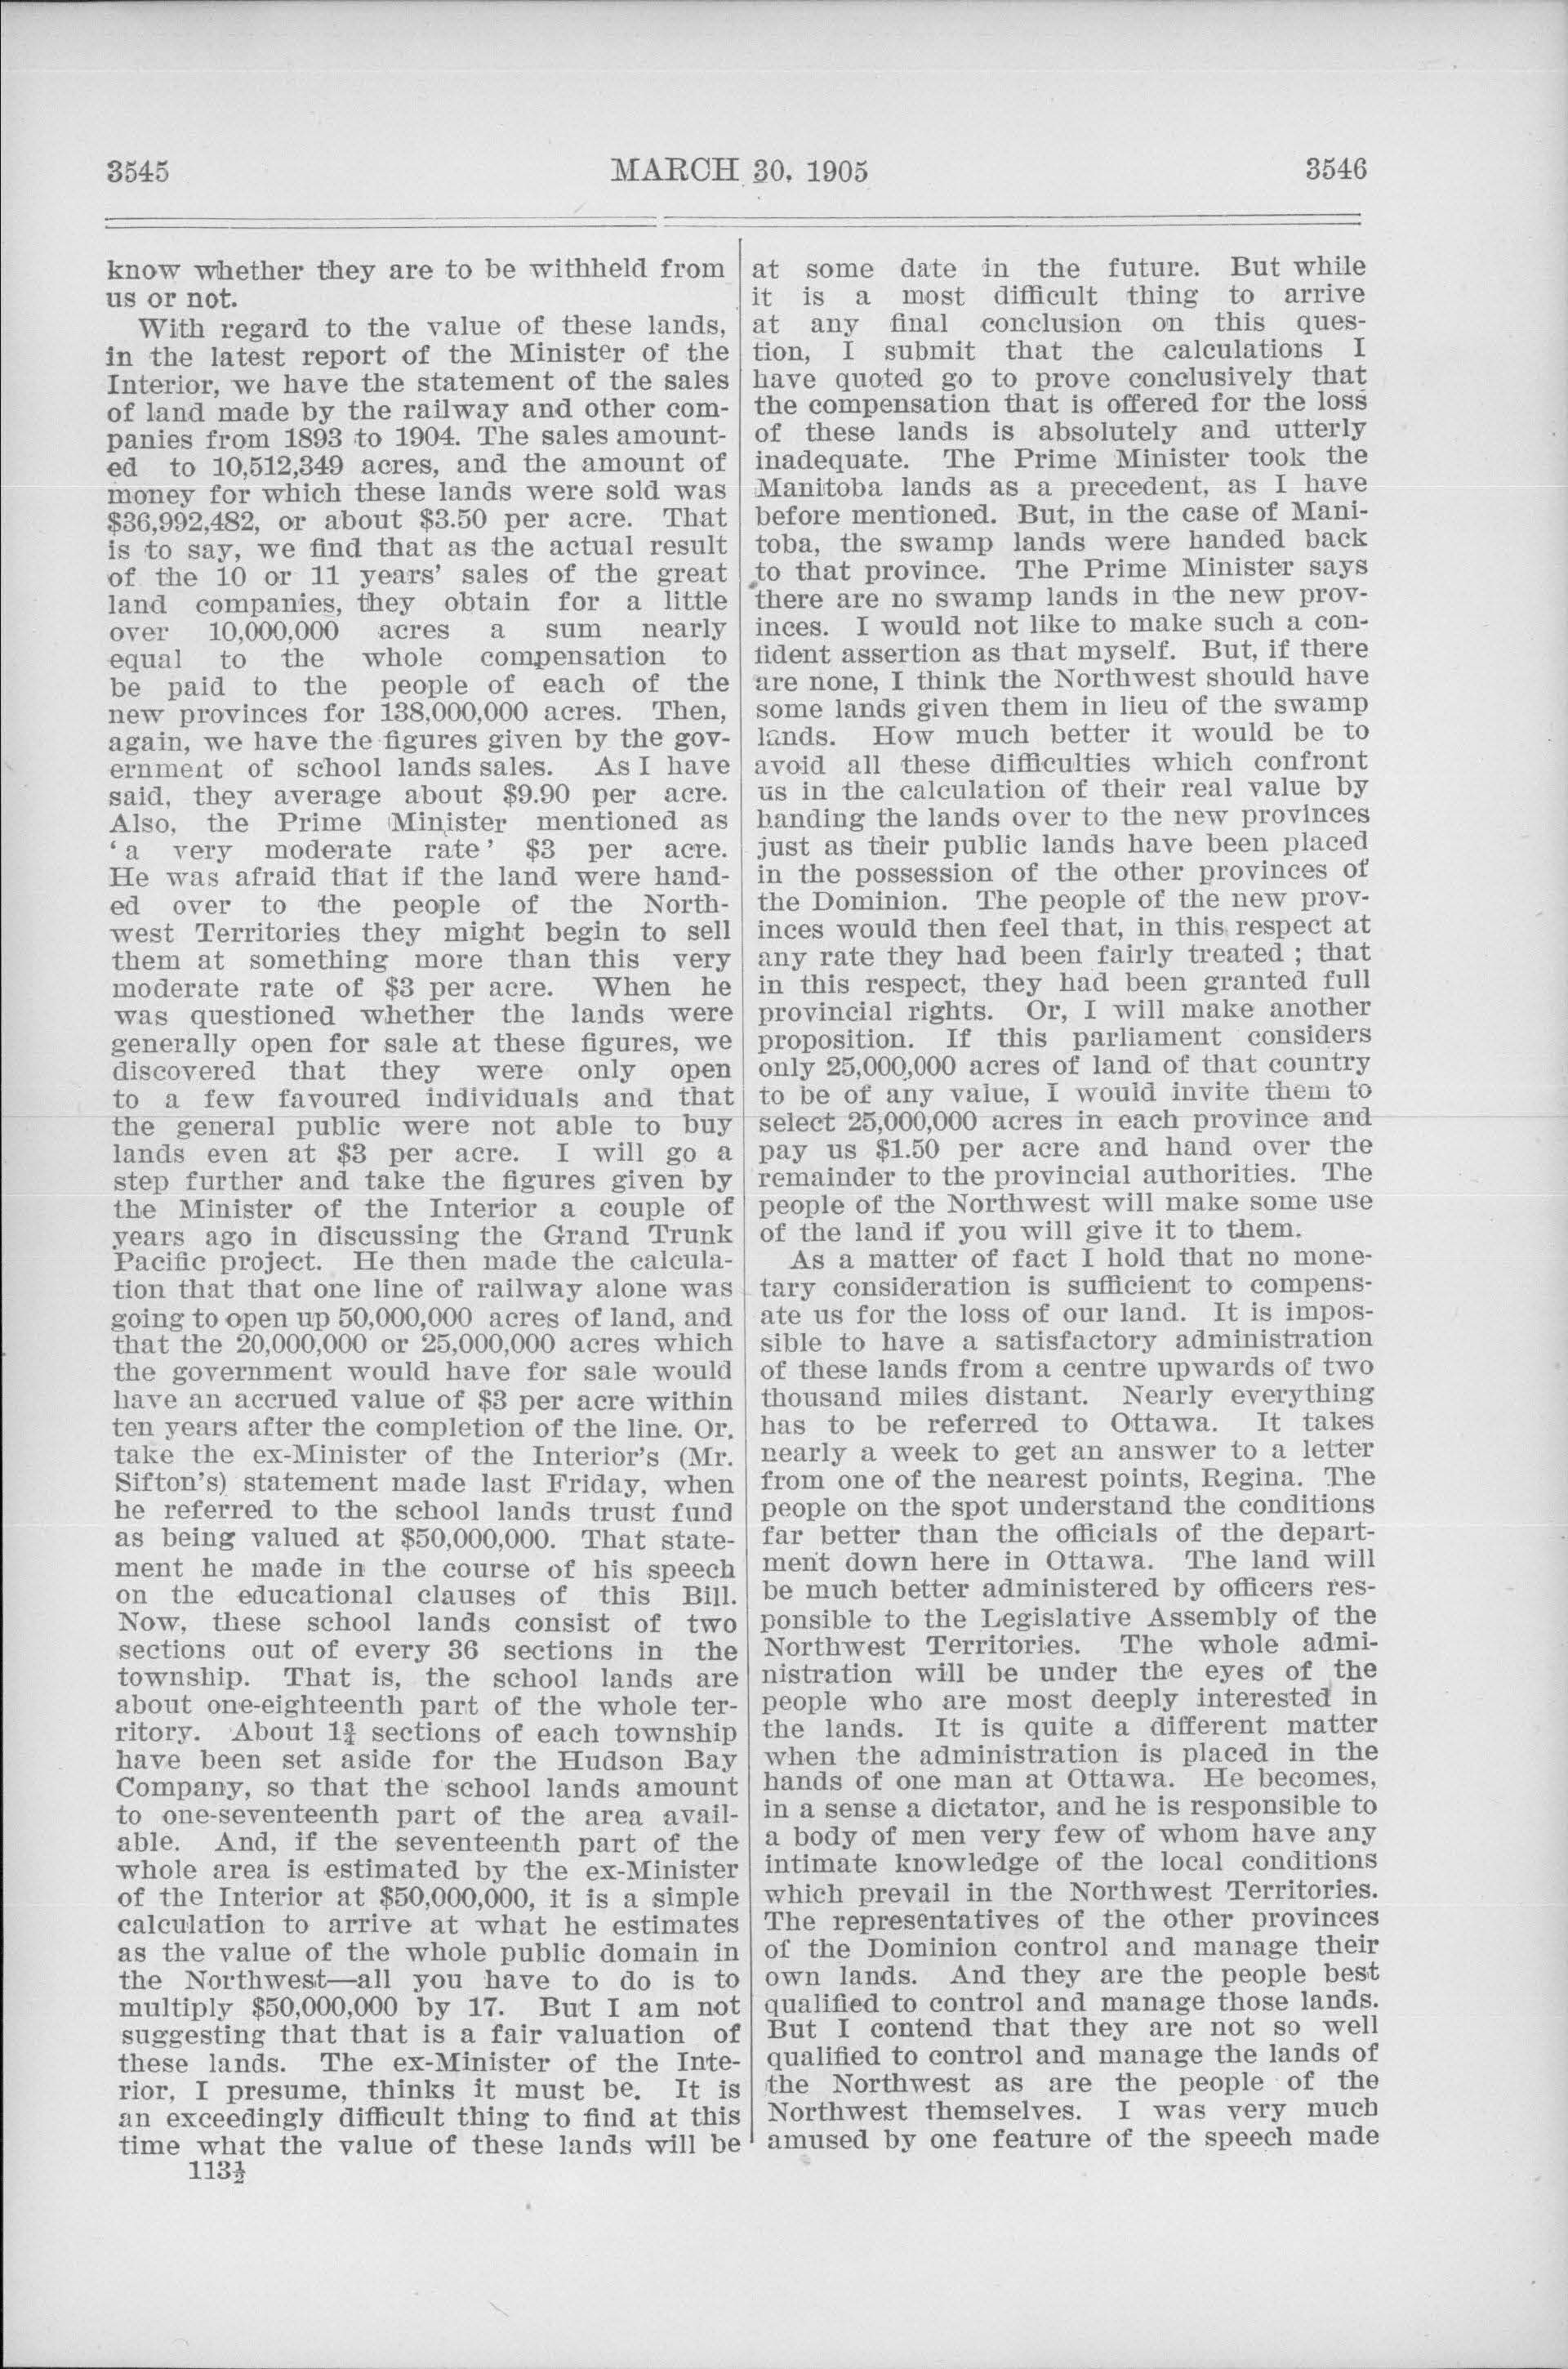 3545
MARCH 30, 1905
3546
know whether they are to be withheld from
us or not.
With regard to the value of these lands,
in the latest report of the Minister of the
Interior, we have the statement of the sales
of land made by the railway and other com-
panies from 1893 to 1904. The sales amount-
ed to 10,512,349 acres, and the amount of
money for which these lands were sold was
$36,992,482, or about $3.50 per acre. That
is to say, we find that as the actual result
of the 10 or 11 years' sales of the great
land companies, they obtain for a little
over 10,000,000 acres a sum nearly
equal to the whole compensation to
be paid to the people of each of the
new provinces for 138,000,000 acres. Then,
again, we have the figures given by the gov-
ernment of school lands sales. As I have
said, they average about $9.90 per acre.
Also, the Prime Minister mentioned as
' a very moderate rate ' $3 per acre.
He was afraid that if the land were hand-
ed over to the people of the North-
west Territories they might begin to sell
them at something more than this very
moderate rate of $3 per acre. When he
was questioned whether the lands were
generally open for sale at these figures, we
discovered that they were only open
to a few favoured individuals and that
the general public were not able to buy
lands even at $3 per acre. I will go a
step further and take the figures given by
the Minister of the Interior a couple of
years ago in discussing the Grand Trunk
Pacific project. He then made the calcula-
tion that that one line of railway alone was
going to open up 50,000,000 acres of land, and
that the 20,000,000 or 25,000,000 acres which
the government would have for sale would
have an accrued value of $3 per acre within
ten years after the completion of the line. Or,
take the ex-Minister of the Interior's (Mr.
Sifton's) statement made last Friday, when
he referred to the school lands trust fund
as being valued at $50,000,000. That state-
ment he made in the course of his speech
on the educational clauses of this Bill.
Now, these school lands consist of two
sections out of every 36 sections in the
township. That is, the school lands are
about one-eighteenth part of the whole ter-
ritory. About 1¾ sections of each township
have been set aside for the Hudson Bay
Company, so that the school lands amount
to one-seventeenth part of the area avail-
able. And, if the seventeenth part of the
whole area is estimated by the ex-Minister
of the Interior at $50,000,000, it is a simple
calculation to arrive at what he estimates
as the value of the whole public domain in
the Northwest—all you have to do is to
multiply $50,000,000 by 17. But I am not
suggesting that that is a fair valuation of
these lands. The ex-Minister of the Inte-
rior, I presume, thinks it must be. It is
an exceedingly difficult thing to find at this
time what the value of these lands will be
113½
at some date in the future. But while
it is a most difficult thing to arrive
at any final conclusion on this ques-
tion, I submit that the calculations I
have quoted go to prove conclusively that
the compensation that is offered for the loss
of these lands is absolutely and utterly
inadequate. The Prime Minister took the
Manitoba lands as a precedent, as I have
before mentioned. But, in the case of Mani-
toba, the swamp lands were handed back
to that province. The Prime Minister says
there are no swamp lands in the new prov-
inces. I would not like to make such a con-
fident assertion as that myself. But, if there
are none, I think the Northwest should have
some lands given them in lieu of the swamp
lands. How much better it would be to
avoid all these difficulties which confront
us in the calculation of their real value by
handing the lands over to the new provinces
just as their public lands have been placed
in the possession of the other provinces of
the Dominion. The people of the new prov-
inces would then feel that, in this respect at
any rate they had been fairly treated ; that
in this respect, they had been granted full
provincial rights. Or, I will make another
proposition. If this parliament considers
only 25,000,000 acres of land of that country
to be of any value, I would invite them to
select 25,000,000 acres in each province and
pay us $1.50 per acre and hand over the
remainder to the provincial authorities. The
people of the Northwest will make some use
of the land if you will give it to them.
As a matter of fact I hold that no mone-
tary consideration is sufficient to compens-
ate us for the loss of our land. It is impos-
sible to have a satisfactory administration
of these lands from a centre upwards of two
thousand miles distant. Nearly everything
has to be referred to Ottawa. It takes
nearly a week to get an answer to a letter
from one of the nearest points, Regina. The
people on the spot understand the conditions
far better than the officials of the depart-
ment down here in Ottawa. The land will
be much better administered by officers res-
ponsible to the Legislative Assembly of the
Northwest Territories. The whole admi-
nistration will be under the eyes of the
people who are most deeply interested in
the lands. It is quite a different matter
when the administration is placed in the
hands of one man at Ottawa. He becomes,
in a sense a dictator, and he is responsible to
a body of men very few of whom have any
intimate knowledge of the local conditions
which prevail in the Northwest Territories.
The representatives of the other provinces
of the Dominion control and manage their
own lands. And they are the people best
qualified to control and manage those lands.
But I contend that they are not so well
qualified to control and manage the lands of
the Northwest as are the people of the
Northwest themselves. I was very much
amused by one feature of the speech made